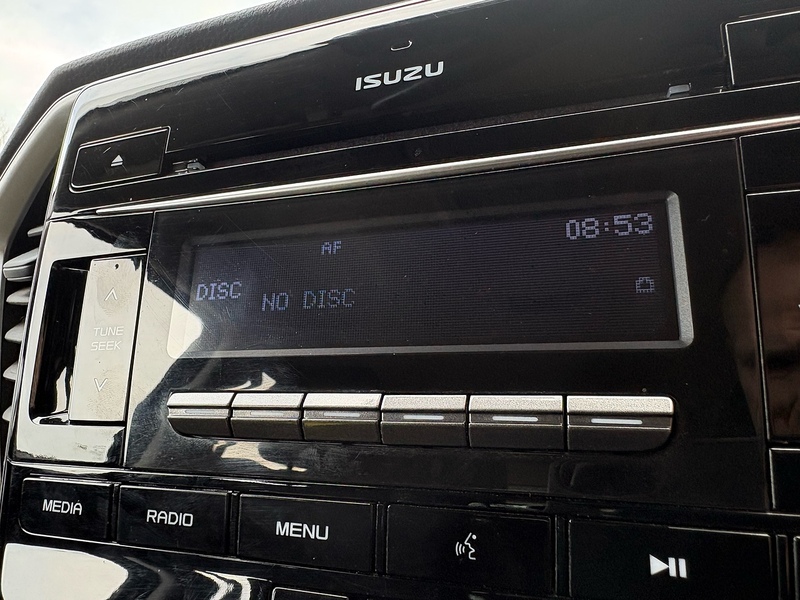 ISUZU
AF
08:53
DISC
NO DISC
TUNE
SEEK
MEDIA
RADIO
MENU